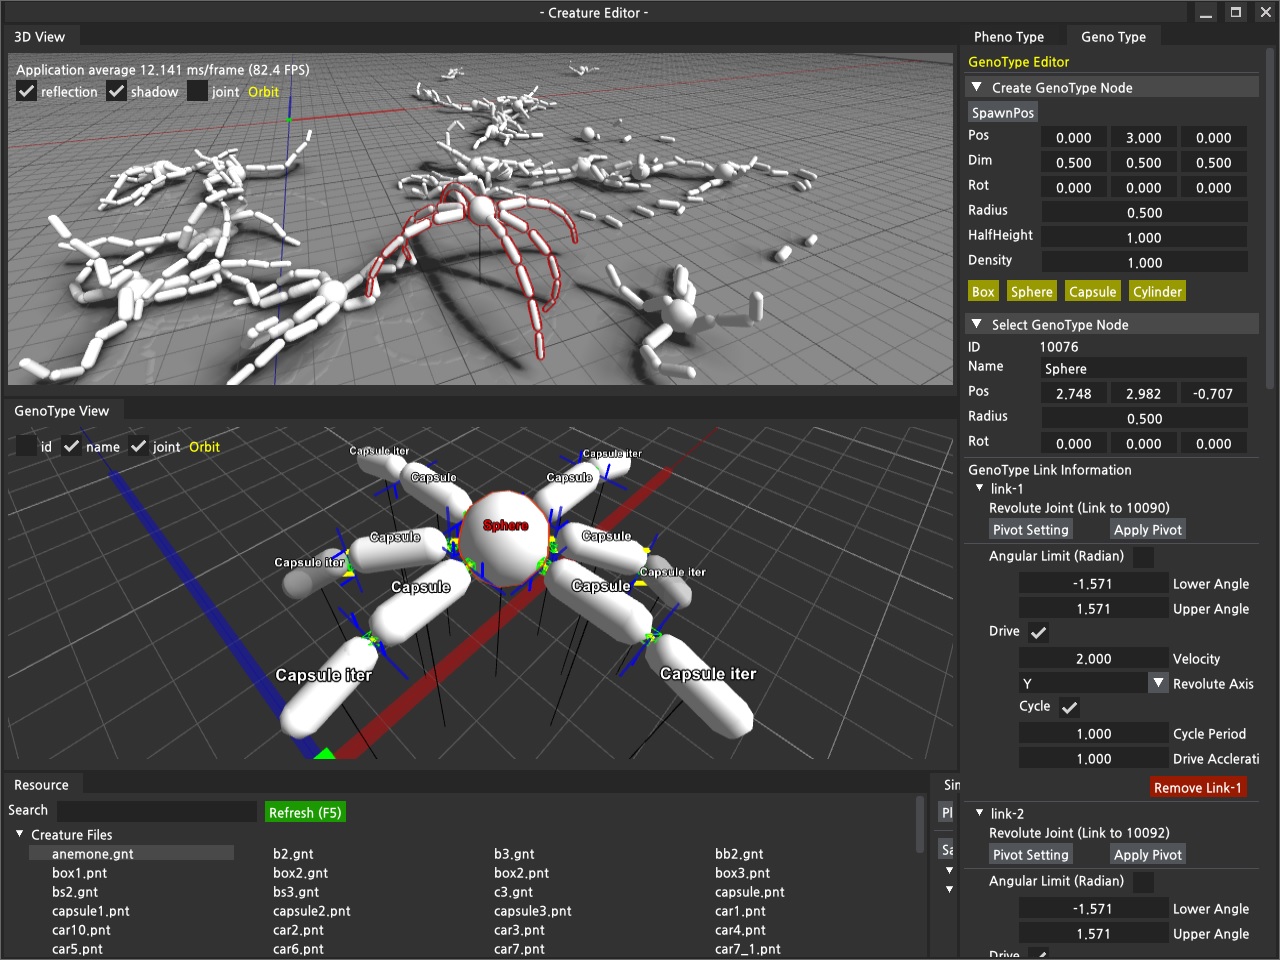 - Creature Editor -
3D View
Application average 12.141 ms/frame (82.4 FPS)
reflection shadow joint Orbit
GenoType View
id name joint Orbit
Capsule iter
Capsule iter
Capsule
Capsule
Sphere
Capsule
Capsule
Capsule iter
Capsule iter
Capsule
Capsule
Capsule iter
Capsule iter
Resource
Search Refresh (F5)
Creature Files
anemone.gnt b2.gnt b3.gnt bb2.gnt
box1.pnt box2.gnt box2.pnt box3.pnt
bs2.gnt bs3.gnt c3.gnt capsule.pnt
capsule1.pnt capsule2.pnt capsule3.pnt car1.pnt
car10.pnt car2.pnt car3.pnt car4.pnt
car5.pnt car6.pnt car7.pnt car7_1.pnt
Sin
Pl
Sa
Pheno Type Geno Type
GenoType Editor
Create GenoType Node
SpawnPos
Pos 0.000 3.000 0.000
Dim 0.500 0.500 0.500
Rot 0.000 0.000 0.000
Radius 0.500
HalfHeight 1.000
Density 1.000
Box Sphere Capsule Cylinder
Select GenoType Node
ID 10076
Name Sphere
Pos 2.748 2.982 -0.707
Radius 0.500
Rot 0.000 0.000 0.000
GenoType Link Information
link-1
Revolute Joint (Link to 10090)
Pivot Setting Apply Pivot
Angular Limit (Radian)
-1.571 Lower Angle
1.571 Upper Angle
Drive
2.000 Velocity
Y Revolute Axis
Cycle
1.000 Cycle Period
1.000 Drive Acclerati
Remove Link-1
link-2
Revolute Joint (Link to 10092)
Pivot Setting Apply Pivot
Angular Limit (Radian)
-1.571 Lower Angle
1.571 Upper Angle
Drive